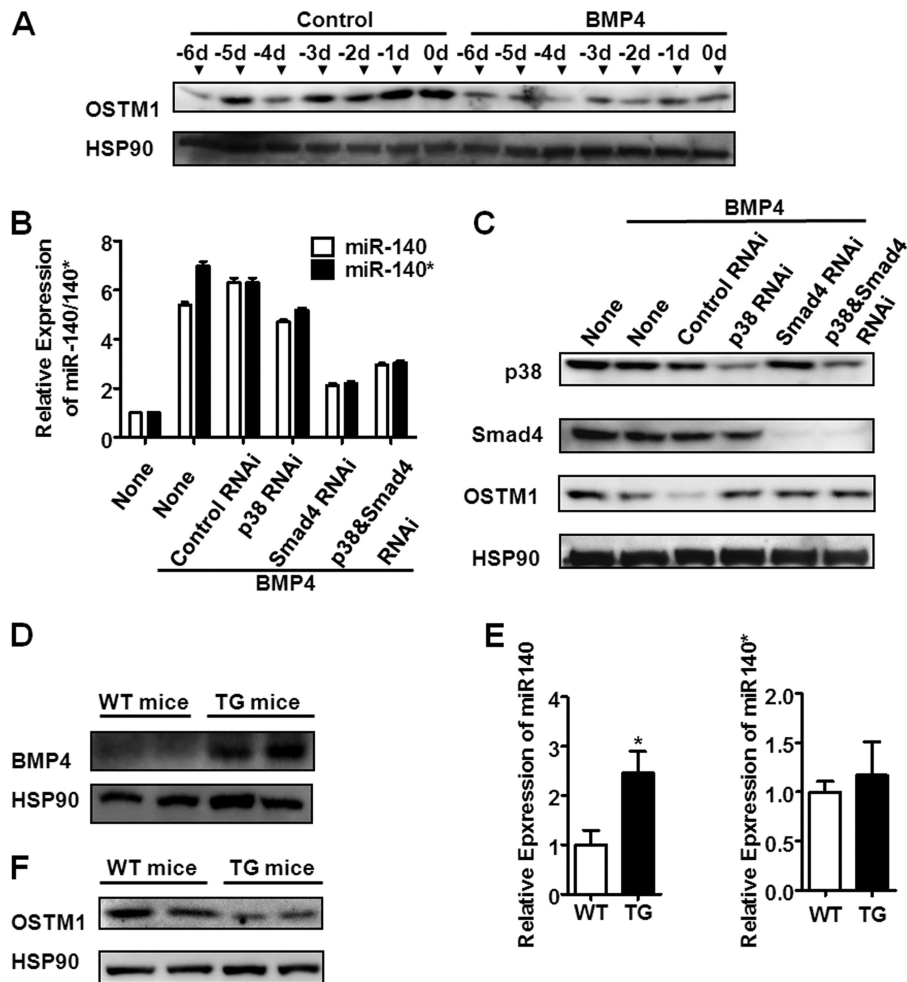 A
Control BMP4
-6d -5d -4d -3d -2d -1d 0d -6d -5d -4d -3d -2d -1d 0d
OSTM1
HSP90
B
Relative Expression
of miR-140/140*
8
6
4
2
0
miR-140
miR-140*
None
None
Control RNAi
p38 RNAi
Smad4 RNAi
p38&Smad4
RNAi
BMP4
C
BMP4
None
None
Control RNAi
p38 RNAi
Smad4 RNAi
p38&Smad4
RNAi
p38
Smad4
OSTM1
HSP90
D
WT mice TG mice
BMP4
HSP90
E
Relative Epxression of miR140
4
3
2
1
0
*
WT TG
Relative Epxression of miR140*
2.0
1.5
1.0
0.5
0.0
WT TG
F
WT mice TG mice
OSTM1
HSP90